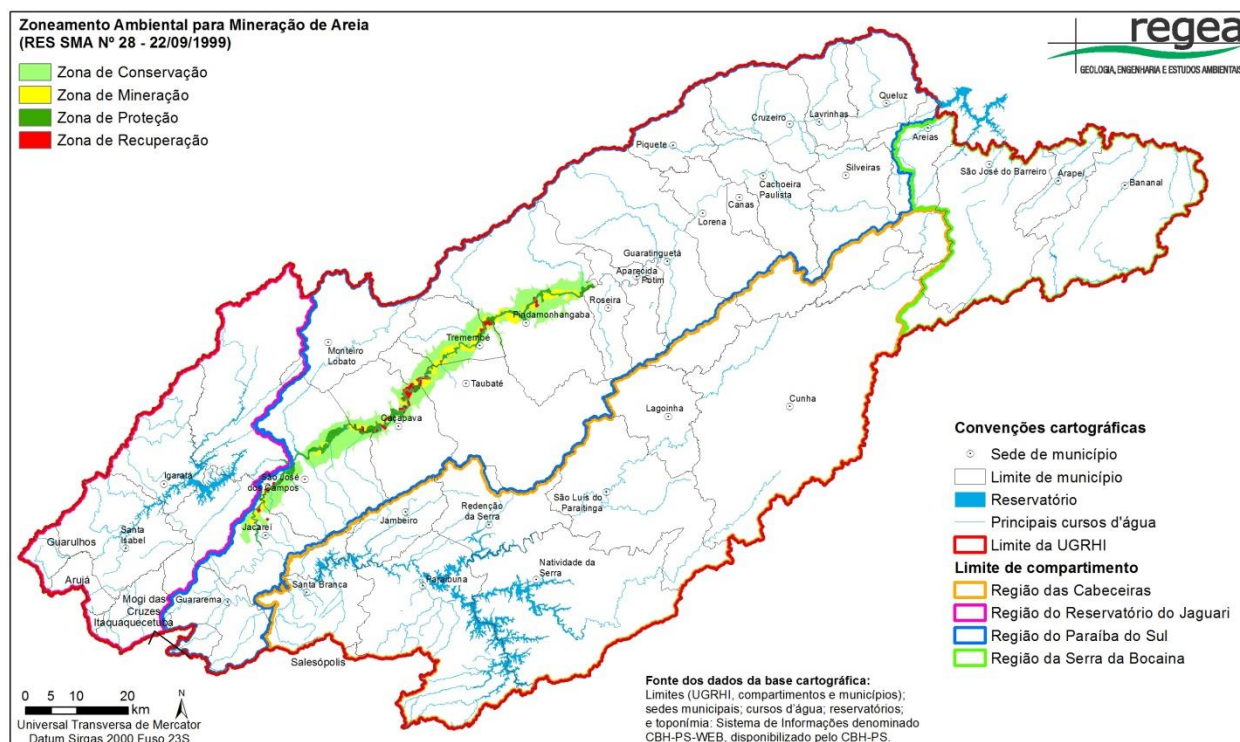 Zoneamento Ambiental para Mineração de Areia
(RES SMA Nº 28 - 22/09/1999)
Zona de Conservação
Zona de Mineração
Zona de Proteção
Zona de Recuperação
regea
GEOLOGIA, ENGENHARIA E ESTUDOS AMBIENTAIS
Queluz
Lavrinhas
Cruzeiro
Areias
Piquete
Silveiras
São José do Barreiro
Arapeí
Bananal
Cachoeira
Paulista
Canas
Lorena
Guaratinguetá
Aparecida
Potim
Roseira
Pindamonhangaba
Tremembé
Monteiro
Lobato
Taubaté
Lagoinha
Cunha
Caçapava
Igaratá
São José
dos Campos
Jacareí
Santa
Isabel
Guarulhos
Arujá
Mogi das
Cruzes
Itaquaquecetuba
Guararema
Jambeiro
Redenção
da Serra
São Luís do
Paraitinga
Santa Branca
Paraibuna
Natividade da
Serra
Salesópolis
Convenções cartográficas
Sede de município
Limite de município
Reservatório
Principais cursos d'água
Limite da UGRHI
Limite de compartimento
Região das Cabeceiras
Região do Reservatório do Jaguari
Região do Paraíba do Sul
Região da Serra da Bocaina
0 5 10 20
km
N
Universal Transversa de Mercator
Datum Sirgas 2000 Fuso 23S
Fonte dos dados da base cartográfica:
Limites (UGRHI, compartimentos e municípios);
sedes municipais; cursos d'água; reservatórios;
e toponímia: Sistema de Informações denominado
CBH-PS-WEB, disponibilizado pelo CBH-PS.